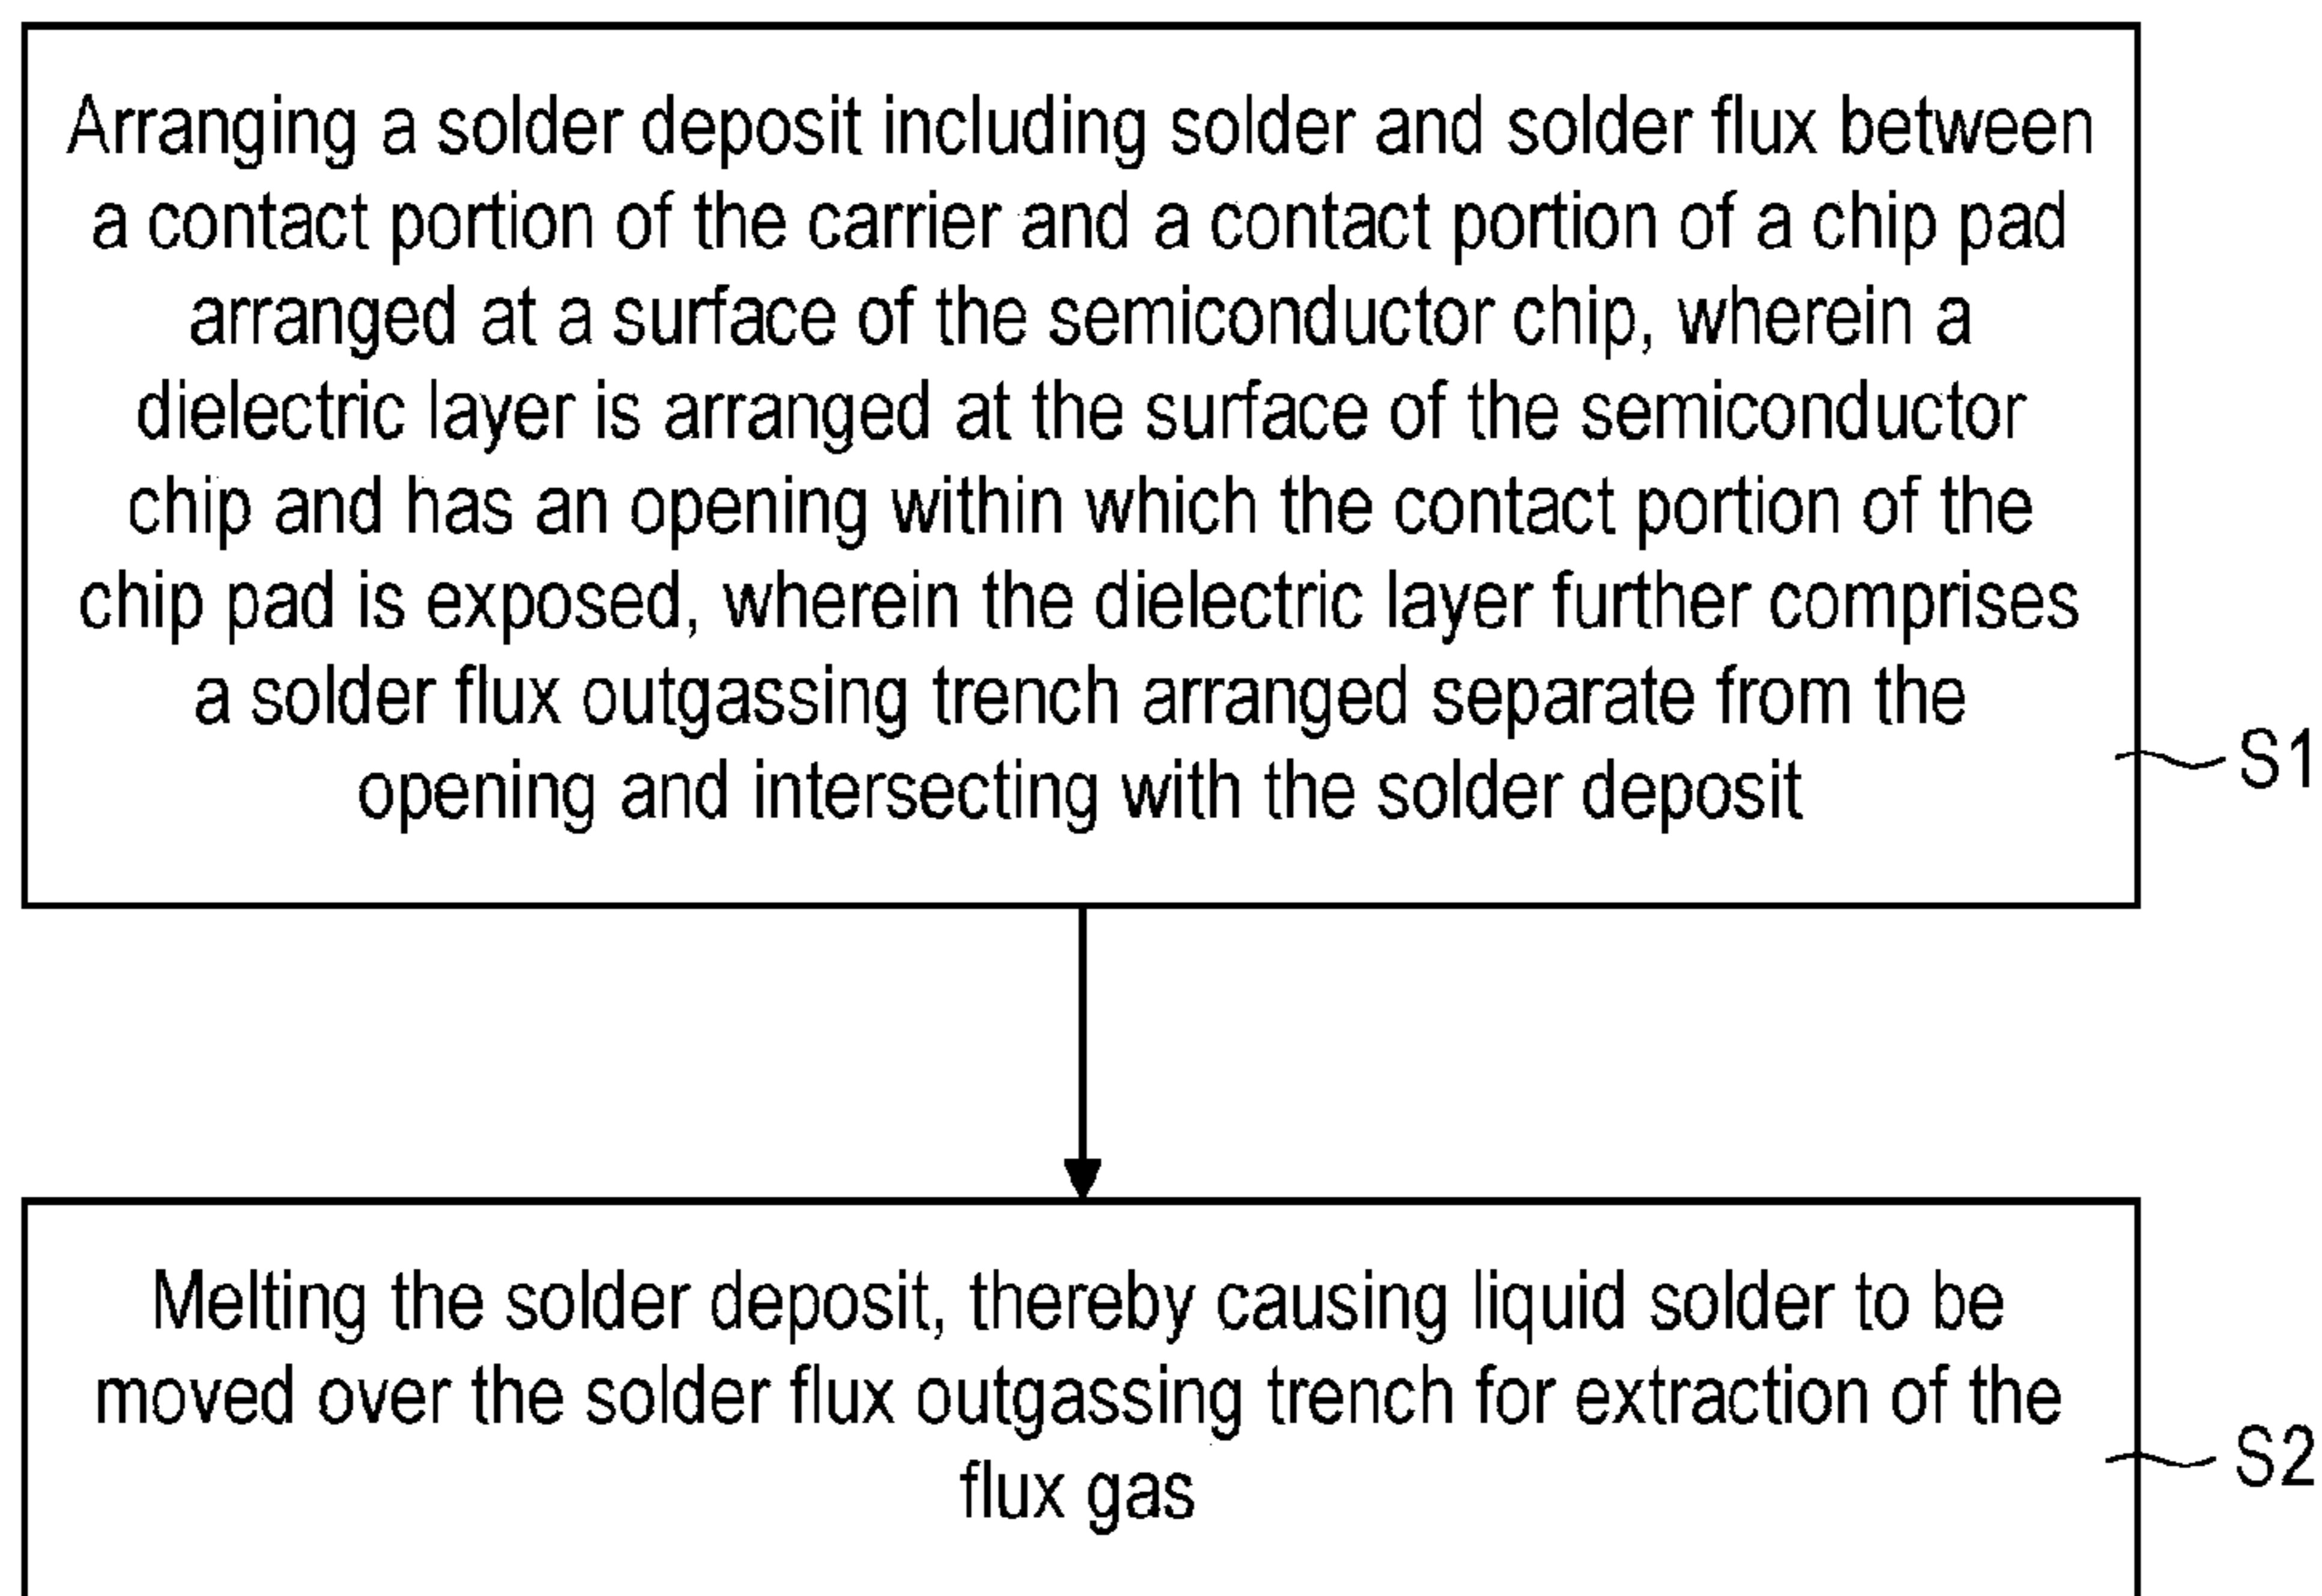 Arranging a solder deposit including solder and solder flux between
a contact portion of the carrier and a contact portion of a chip pad
arranged at a surface of the semiconductor chip, wherein a
dielectric layer is arranged at the surface of the semiconductor
chip and has an opening within which the contact portion of the
chip pad is exposed, wherein the dielectric layer further comprises
a solder flux outgassing trench arranged separate from the
opening and intersecting with the solder deposit
S1
Melting the solder deposit, thereby causing liquid solder to be
moved over the solder flux outgassing trench for extraction of the
flux gas
S2